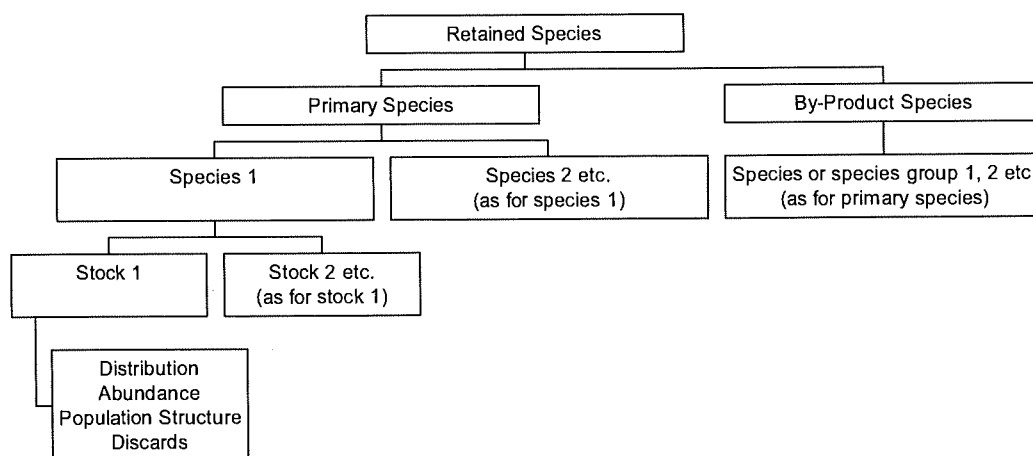 Retained Species
Primary Species
By-Product Species
Species 1
Species 2 etc.
(as for species 1)
Species or species group 1, 2 etc
(as for primary species)
Stock 1
Stock 2 etc.
(as for stock 1)
Distribution
Abundance
Population Structure
Discards